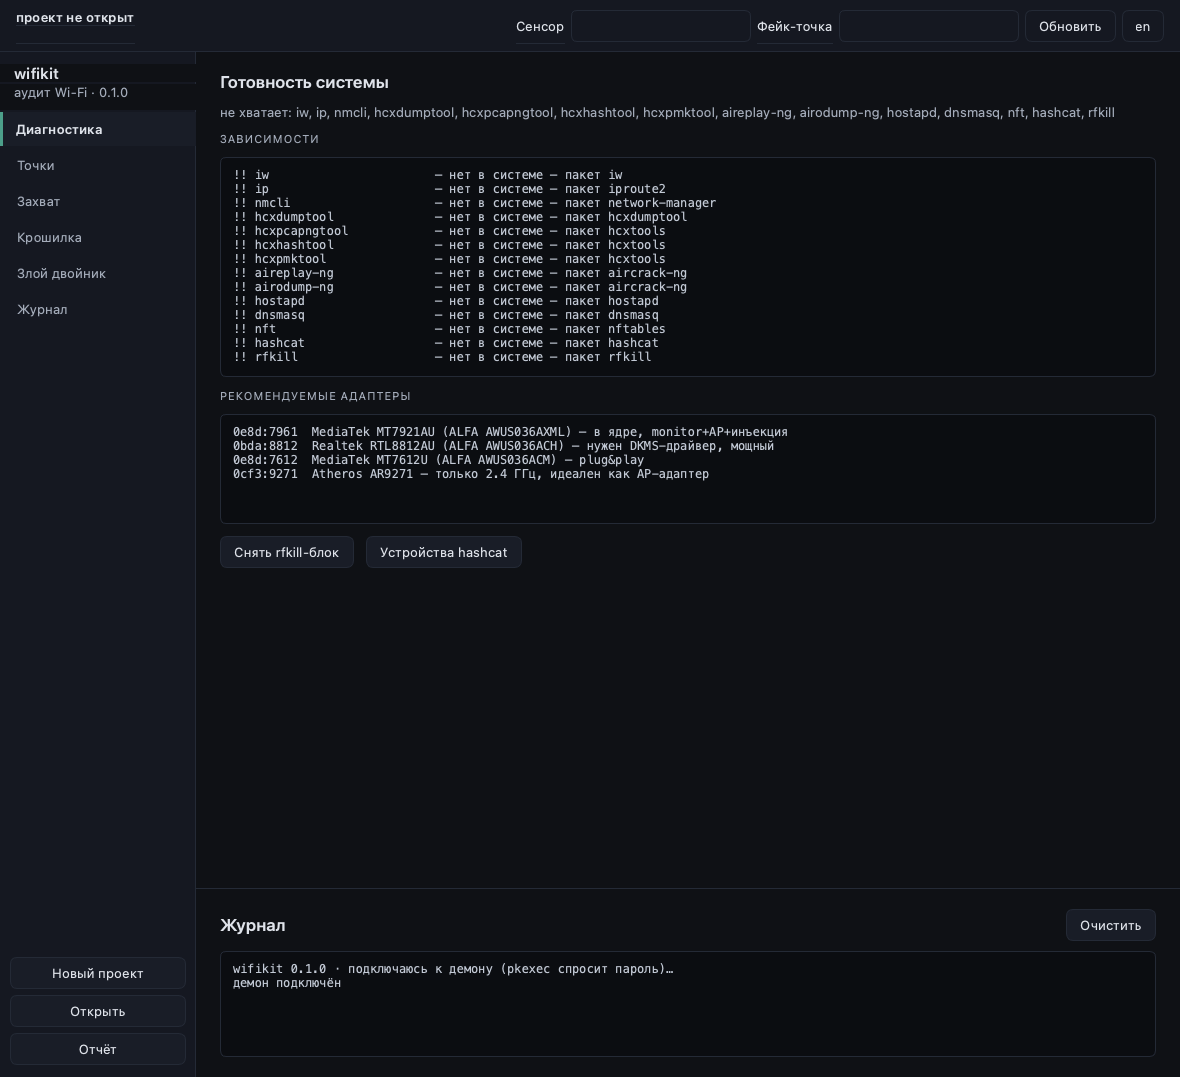 проект не открыт
Сенсор
Фейк-точка
Обновить
en
wifikit
аудит Wi-Fi · 0.1.0
Диагностика
Точки
Захват
Крошилка
Злой двойник
Журнал
Готовность системы
не хватает: iw, ip, nmcli, hcxdumptool, hcxpcapngtool, hcxhashtool, hcxpmktool, aireplay-ng, airodump-ng, hostapd, dnsmasq, nft, hashcat, rfkill
ЗАВИСИМОСТИ
!! iw — нет в системе — пакет iw
!! ip — нет в системе — пакет iproute2
!! nmcli — нет в системе — пакет network-manager
!! hcxdumptool — нет в системе — пакет hcxdumptool
!! hcxpcapngtool — нет в системе — пакет hcxtools
!! hcxhashtool — нет в системе — пакет hcxtools
!! hcxpmktool — нет в системе — пакет hcxtools
!! aireplay-ng — нет в системе — пакет aircrack-ng
!! airodump-ng — нет в системе — пакет aircrack-ng
!! hostapd — нет в системе — пакет hostapd
!! dnsmasq — нет в системе — пакет dnsmasq
!! nft — нет в системе — пакет nftables
!! hashcat — нет в системе — пакет hashcat
!! rfkill — нет в системе — пакет rfkill
РЕКОМЕНДУЕМЫЕ АДАПТЕРЫ
0e8d:7961 MediaTek MT7921AU (ALFA AWUS036AXML) — в ядре, monitor+AP+инъекция
0bda:8812 Realtek RTL8812AU (ALFA AWUS036ACH) — нужен DKMS-драйвер, мощный
0e8d:7612 MediaTek MT7612U (ALFA AWUS036ACM) — plug&play
0cf3:9271 Atheros AR9271 — только 2.4 ГГц, идеален как AP-адаптер
Снять rfkill-блок
Устройства hashcat
Журнал
Очистить
wifikit 0.1.0 · подключаюсь к демону (pkexec спросит пароль)…
демон подключён
Новый проект
Открыть
Отчёт